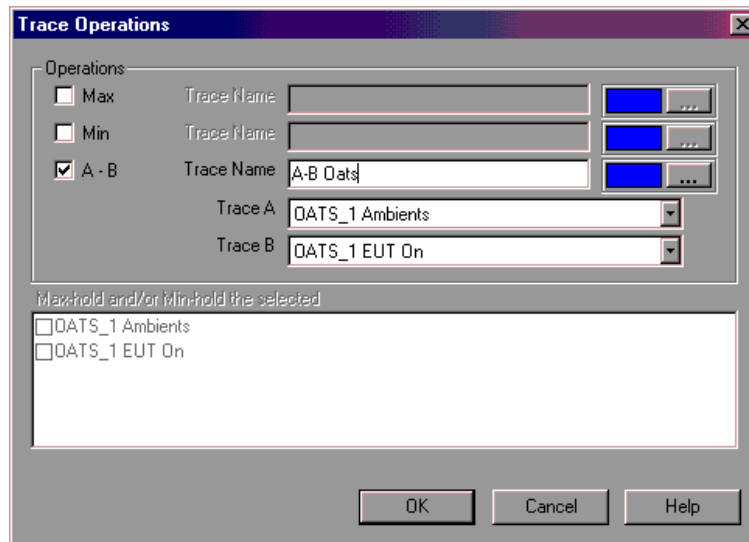 Trace Operations
Operations
Max Trace Name ...
Min Trace Name ...
A - B Trace Name A-B Oats ...
Trace A OATS_1 Ambients
Trace B OATS_1 EUT On
Max-hold and/or Min-hold the selected
OATS_1 Ambients
OATS_1 EUT On
OK Cancel Help